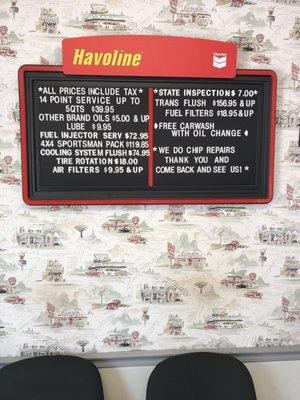 Havoline
Chevron
*ALL PRICES INCLUDE TAX*
14 POINT SERVICE UP TO
5QTS $39.95
OTHER BRAND OILS $5.00 & UP
LUBE $9.95
FUEL INJECTOR SERV $72.95
4X4 SPORTSMAN PACK $119.85
COOLING SYSTEM FLUSH $74.95
TIRE ROTATION $18.00
AIR FILTERS $9.95 & UP
*STATE INSPECTIONS 7.00*
TRANS FLUSH $156.95 & UP
FUEL FILTERS $18.95 & UP
FREE CARWASH
WITH OIL CHANGE
* WE DO CHIP REPAIRS
THANK YOU AND
COME BACK AND SEE US! *